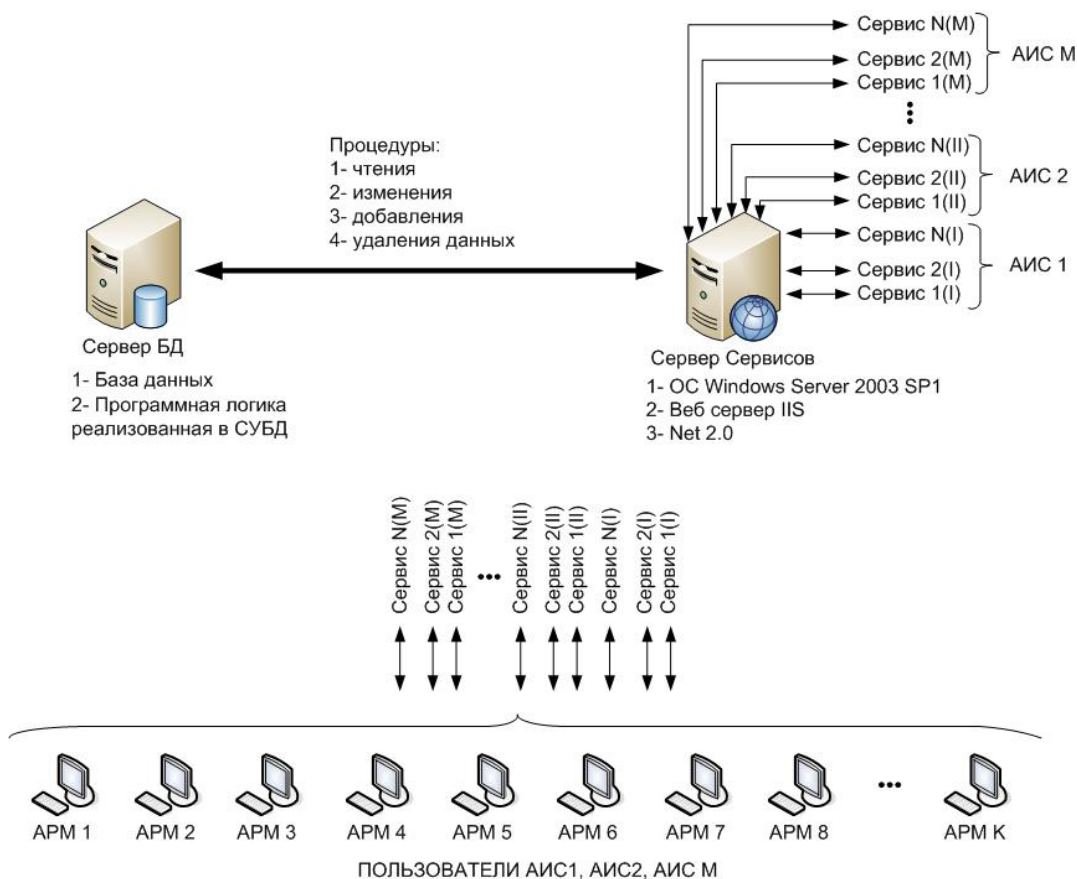 Сервис N(M)
Сервис 2(M)
Сервис 1(M)
АИС М
Сервис N(II)
Сервис 2(II)
Сервис 1(II)
АИС 2
Сервис N(I)
Сервис 2(I)
Сервис 1(I)
АИС 1
Процедуры:
1- чтения
2- изменения
3- добавления
4- удаления данных
Сервер БД
1- База данных
2- Программная логика
реализованная в СУБД
Сервер Сервисов
1- ОС Windows Server 2003 SP1
2- Веб сервер IIS
3- Net 2.0
Сервис N(M)
Сервис 2(M)
Сервис 1(M)
...
Сервис N(II)
Сервис 2(II)
Сервис 1(II)
Сервис N(I)
Сервис 2(I)
Сервис 1(I)
АРМ 1
АРМ 2
АРМ 3
АРМ 4
АРМ 5
АРМ 6
АРМ 7
АРМ 8
...
АРМ K
ПОЛЬЗОВАТЕЛИ АИС1, АИС2, АИС М